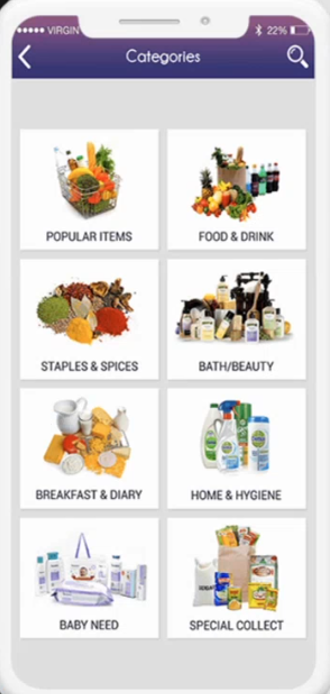 VIRGIN 22%
Categories
POPULAR ITEMS FOOD & DRINK
STAPLES & SPICES BATH/BEAUTY
BREAKFAST & DIARY HOME & HYGIENE
BABY NEED SPECIAL COLLECT